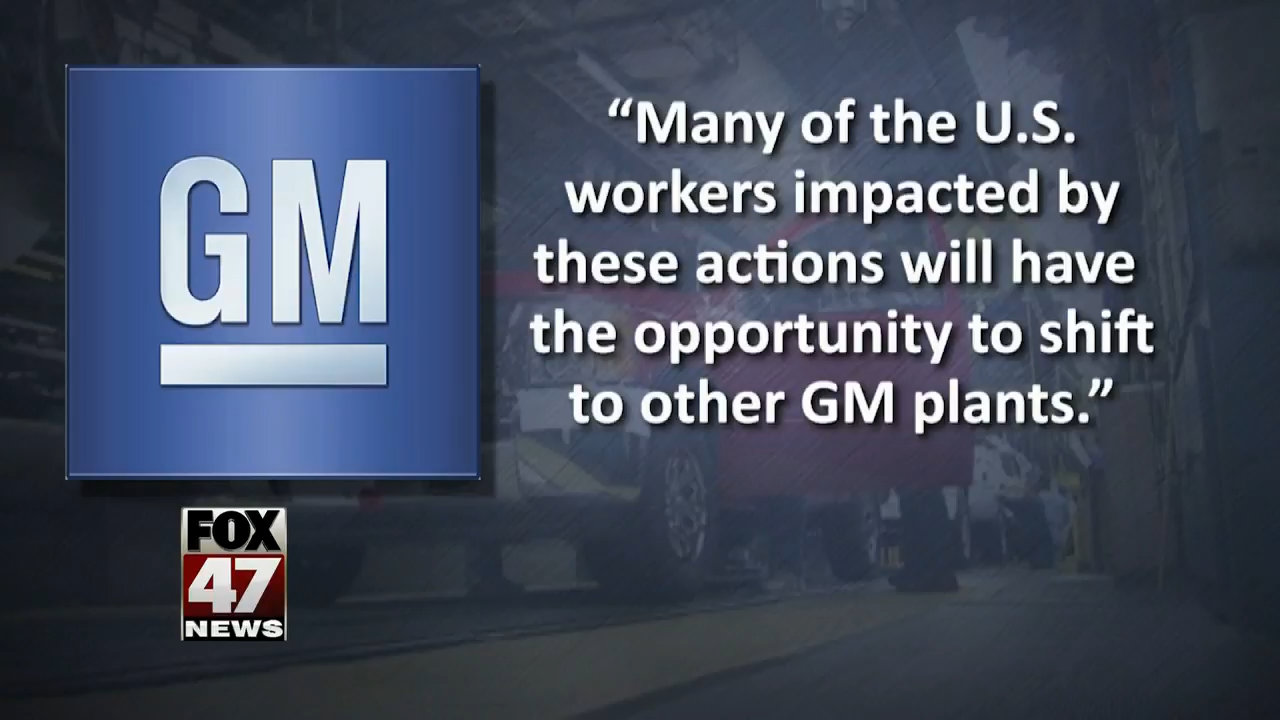 GM
“Many of the U.S.
workers impacted by
these actions will have
the opportunity to shift
to other GM plants.”
FOX
47
NEWS